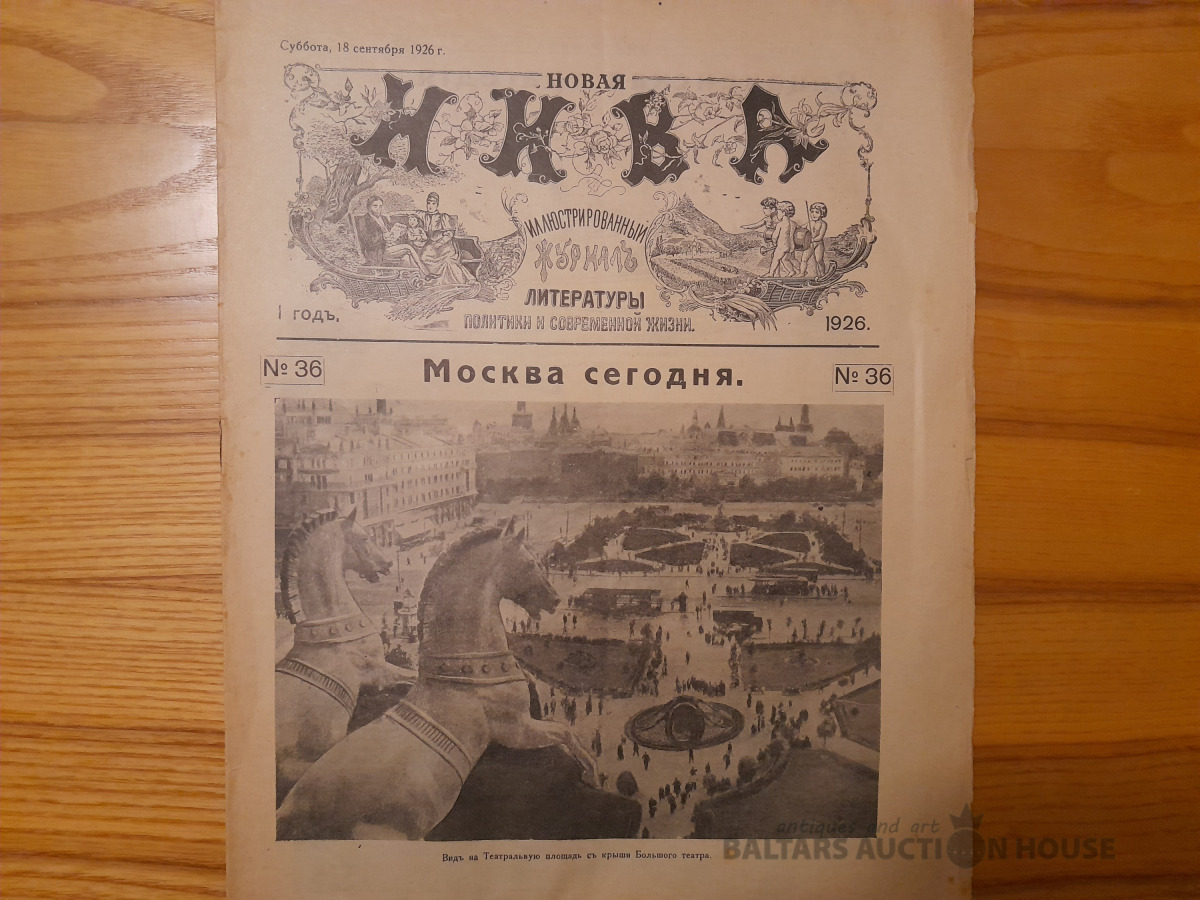 Суббота, 18 сентября 1926 г.
НОВАЯ
НИВА
ИЛЛЮСТРИРОВАННЫЙ
ЖУРНАЛЪ
ЛИТЕРАТУРЫ
ПОЛИТИКИ И СОВРЕМЕННОЙ ЖИЗНИ.
I годъ.
1926.
№ 36
Москва сегодня.
№ 36
Видъ на Театральную площадь съ крыши Большого театра.
antiques and art
BALTARS AUCTION HOUSE